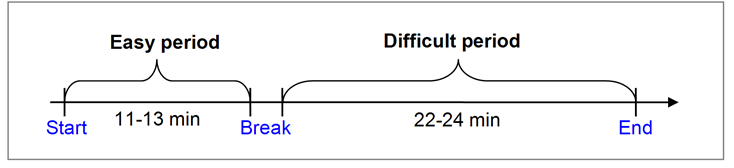 Easy period
Difficult period
11-13 min
22-24 min
Start
Break
End